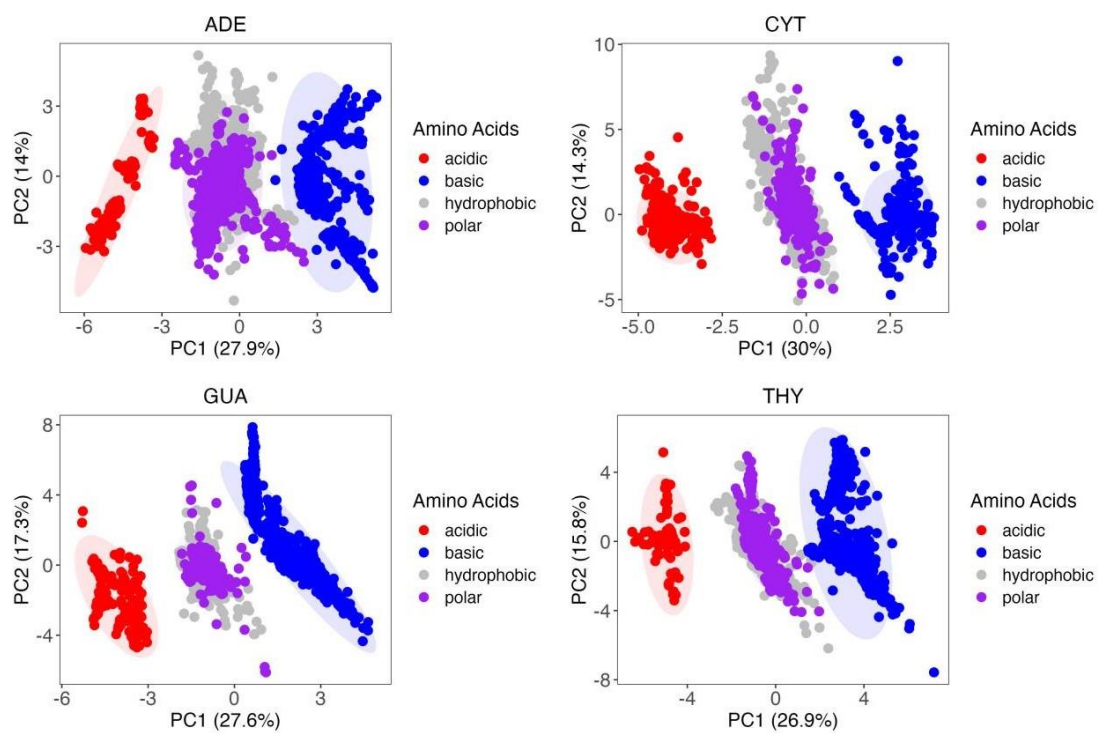 ADE
3
0
-3
PC2 (14%)
-6
-3
0
3
PC1 (27.9%)
Amino Acids
acidic
basic
hydrophobic
polar
CYT
10
5
0
-5
PC2 (14.3%)
-5.0
-2.5
0.0
2.5
PC1 (30%)
Amino Acids
acidic
basic
hydrophobic
polar
GUA
8
4
0
-4
PC2 (17.3%)
-6
-3
0
3
PC1 (27.6%)
Amino Acids
acidic
basic
hydrophobic
polar
THY
4
0
-4
-8
PC2 (15.8%)
-4
0
4
PC1 (26.9%)
Amino Acids
acidic
basic
hydrophobic
polar